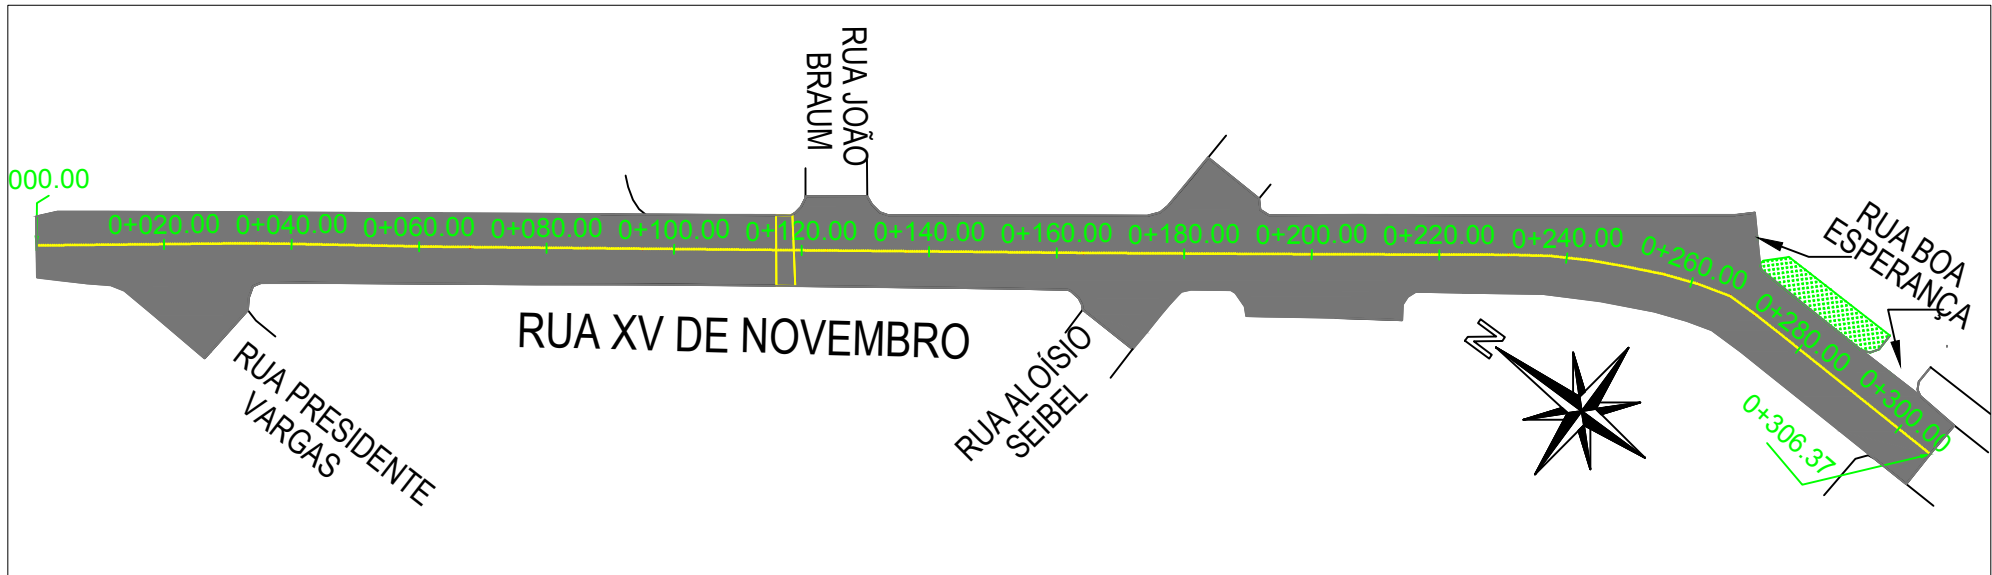 RUA JOÃO
BRAUM
000.00
0+020.00
0+040.00
0+060.00
0+080.00
0+100.00
0+120.00
0+140.00
0+160.00
0+180.00
0+200.00
0+220.00
0+240.00
0+260.00
0+280.00
0+300.00
0+306.37
RUA BOA
ESPERANÇA
RUA XV DE NOVEMBRO
RUA PRESIDENTE
VARGAS
RUA ALOÍSIO
SEIBEL
N